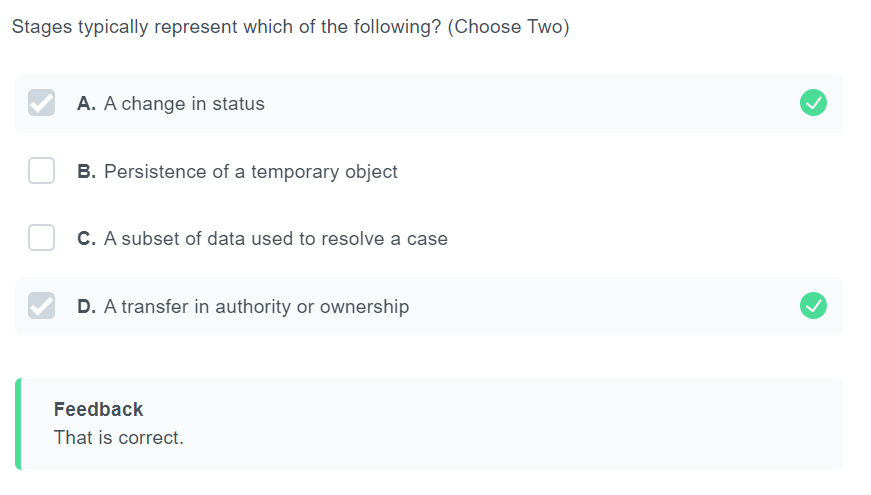 Stages typically represent which of the following? (Choose Two)
A. A change in status
B. Persistence of a temporary object
C. A subset of data used to resolve a case
D. A transfer in authority or ownership
Feedback
That is correct.